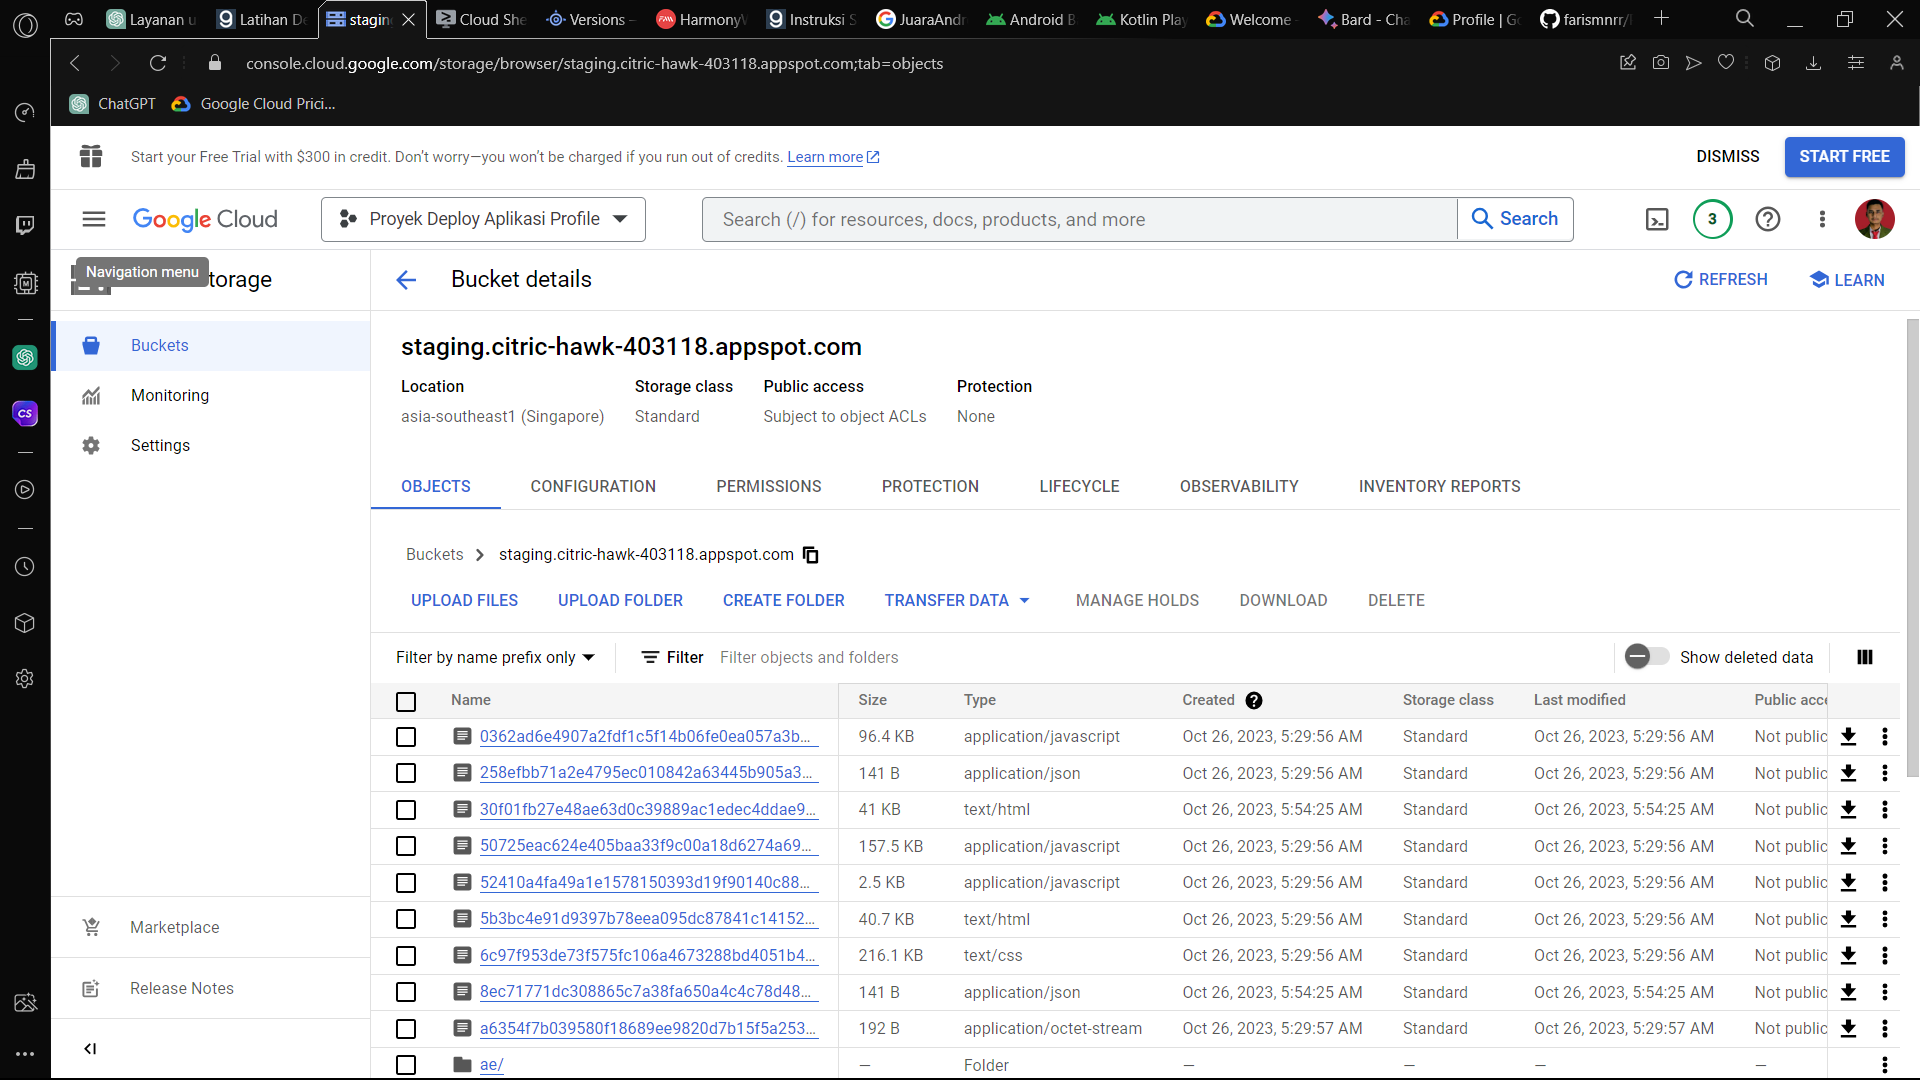 Layanan u
Latihan De
staging
Cloud She
Versions –
HarmonyV
Instruksi S
JuaraAndr
Android B
Kotlin Play
Welcome –
Bard - Cha
Profile | Go
farismnrr/
console.cloud.google.com/storage/browser/staging.citric-hawk-403118.appspot.com;tab=objects
ChatGPT
Google Cloud Prici...
Start your Free Trial with $300 in credit. Don't worry—you won't be charged if you run out of credits. Learn more
DISMISS
START FREE
Google Cloud
Proyek Deploy Aplikasi Profile
Search (/) for resources, docs, products, and more
Search
3
Navigation menu
torage
Bucket details
REFRESH
LEARN
Buckets
Monitoring
Settings
Marketplace
Release Notes
staging.citric-hawk-403118.appspot.com
Location Storage class Public access Protection
asia-southeast1 (Singapore) Standard Subject to object ACLs None
OBJECTS CONFIGURATION PERMISSIONS PROTECTION LIFECYCLE OBSERVABILITY INVENTORY REPORTS
Buckets > staging.citric-hawk-403118.appspot.com
UPLOAD FILES UPLOAD FOLDER CREATE FOLDER TRANSFER DATA MANAGE HOLDS DOWNLOAD DELETE
Filter by name prefix only Filter Filter objects and folders Show deleted data
Name Size Type Created Storage class Last modified Public acce
0362ad6e4907a2fdf1c5f14b06fe0ea057a3b... 96.4 KB application/javascript Oct 26, 2023, 5:29:56 AM Standard Oct 26, 2023, 5:29:56 AM Not public
258efbb71a2e4795ec010842a63445b905a3... 141 B application/json Oct 26, 2023, 5:29:56 AM Standard Oct 26, 2023, 5:29:56 AM Not public
30f01fb27e48ae63d0c39889ac1edec4ddae9... 41 KB text/html Oct 26, 2023, 5:54:25 AM Standard Oct 26, 2023, 5:54:25 AM Not public
50725eac624e405baa33f9c00a18d6274a69... 157.5 KB application/javascript Oct 26, 2023, 5:29:56 AM Standard Oct 26, 2023, 5:29:56 AM Not public
52410a4fa49a1e1578150393d19f90140c88... 2.5 KB application/javascript Oct 26, 2023, 5:29:56 AM Standard Oct 26, 2023, 5:29:56 AM Not public
5b3bc4e91d9397b78eea095dc87841c14152... 40.7 KB text/html Oct 26, 2023, 5:29:56 AM Standard Oct 26, 2023, 5:29:56 AM Not public
6c97f953de73f575fc106a4673288bd4051b4... 216.1 KB text/css Oct 26, 2023, 5:29:56 AM Standard Oct 26, 2023, 5:29:56 AM Not public
8ec71771dc308865c7a38fa650a4c4c78d48... 141 B application/json Oct 26, 2023, 5:54:25 AM Standard Oct 26, 2023, 5:54:25 AM Not public
a6354f7b039580f18689ee9820d7b15f5a253... 192 B application/octet-stream Oct 26, 2023, 5:29:57 AM Standard Oct 26, 2023, 5:29:57 AM Not public
ae/ — Folder — — — —